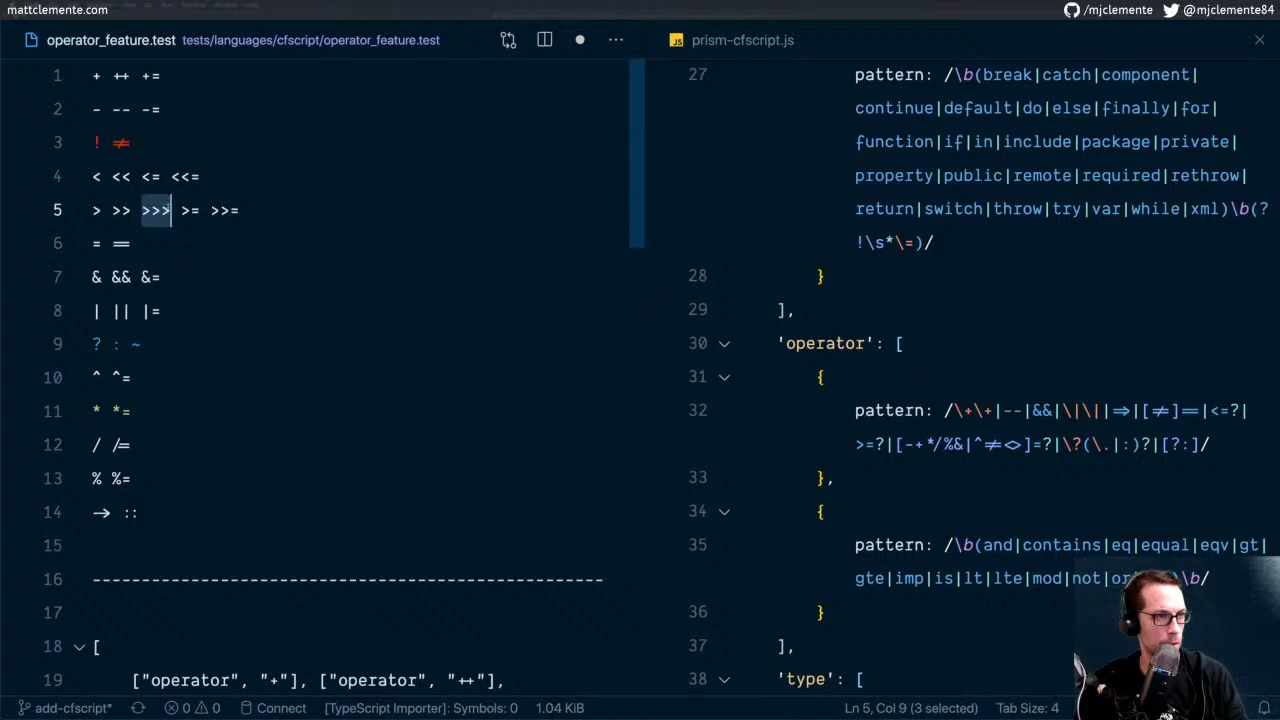 mattclemente.com
/mjclemente @mjclemente84
operator_feature.test tests/languages/cfscript/operator_feature.test
1 + ++ +=
2 - -- -=
3 ! !=
4 < << <= <<=
5 > >> >>> >= >>=
6 = ==
7 & && &=
8 | || |=
9 ? : ~
10 ^ ^=
11 * *=
12 / /=
13 % %=
14 -> ::
15
16 ----------------------------------------------------
17
18 [
19 ["operator", "+"], ["operator", "++"],
JS prism-cfscript.js
27 pattern: /\b(break|catch|component|
continue|default|do|else|finally|for|
function|if|in|include|package|private|
property|public|remote|required|rethrow|
return|switch|throw|try|var|while|xml)\b(?
!\s*\=)/
28 }
29 ],
30 'operator': [
31 {
32 pattern: /\+\+|--|&&|\|\||=>|[!=]==|<=?|
>=?|[-+*/%&|^!=<>]=?|\?(\.|:)?|[?:]/
33 },
34 {
35 pattern: /\b(and|contains|eq|equal|eqv|gt|
gte|imp|is|lt|lte|mod|not|or \b/
36 }
37 ],
38 'type': [
add-cfscript* 0 0 Connect [TypeScript Importer]: Symbols: 0 1.04 KiB Ln 5, Col 9 (3 selected) Tab Size: 4